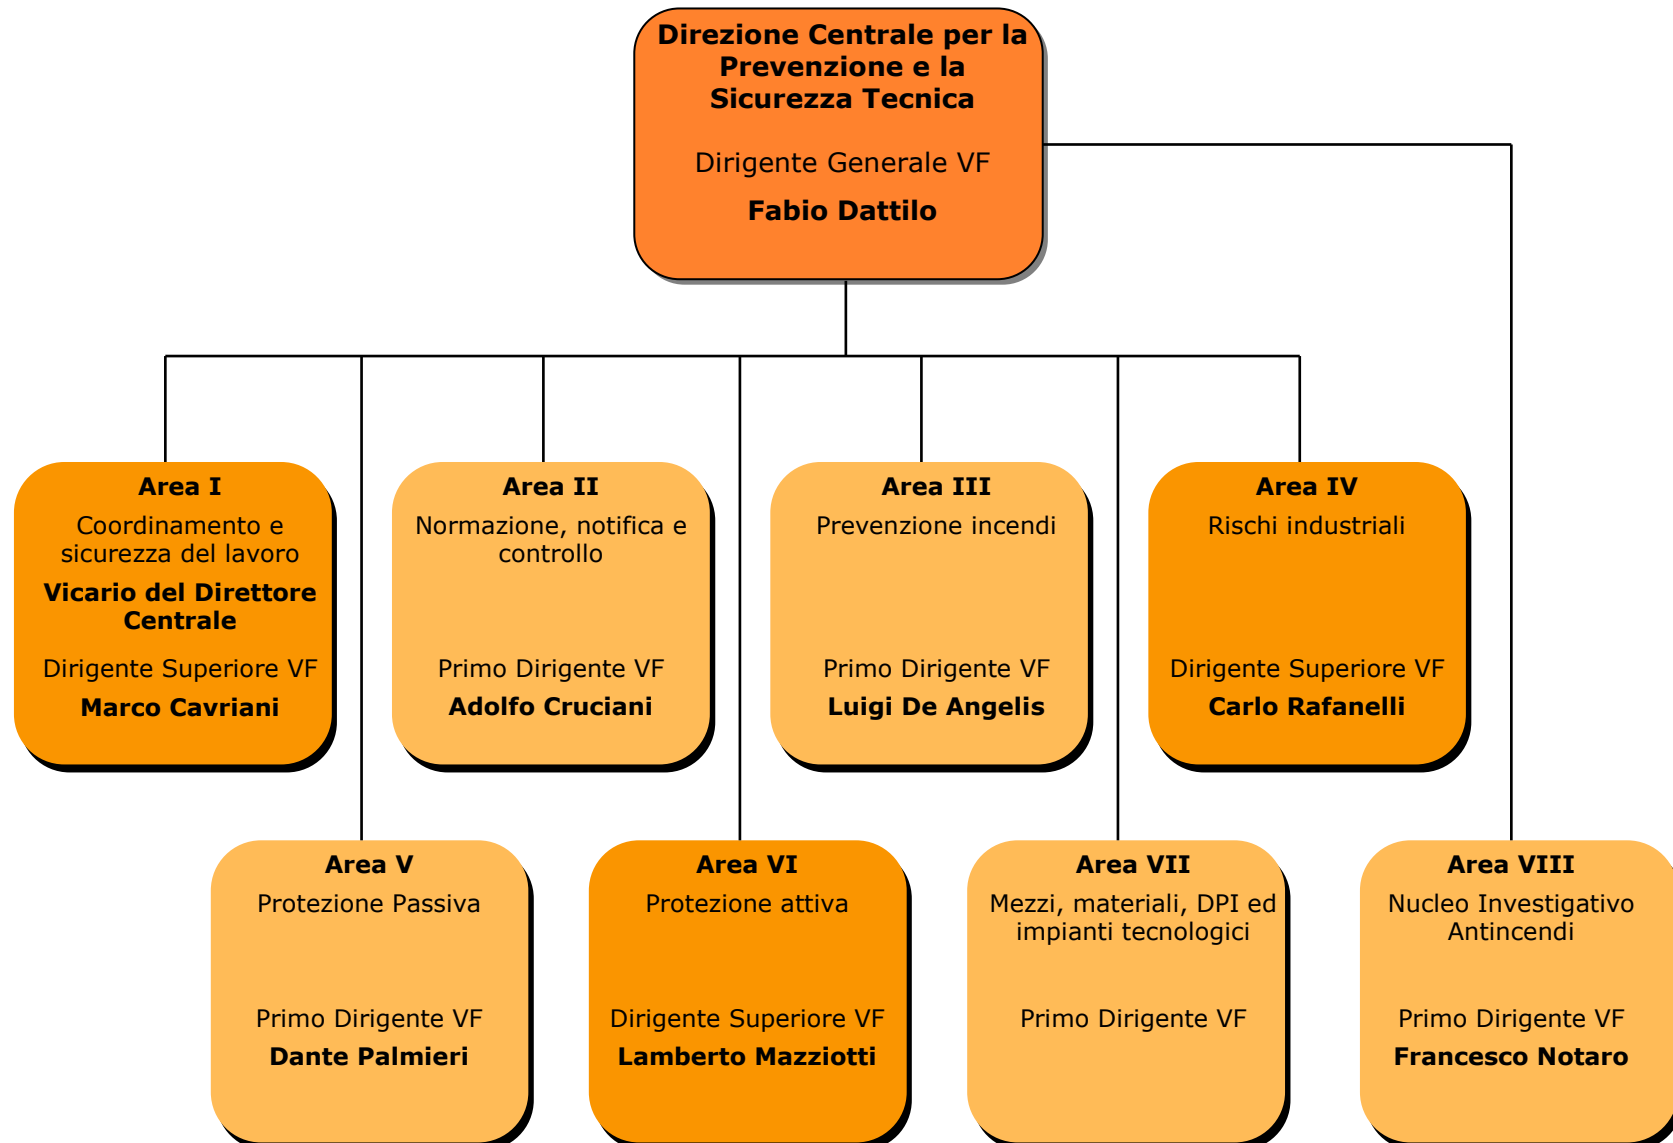 Direzione Centrale per la
Prevenzione e la
Sicurezza Tecnica
Dirigente Generale VF
Fabio Dattilo
Area I
Coordinamento e
sicurezza del lavoro
Vicario del Direttore
Centrale
Dirigente Superiore VF
Marco Cavriani
Area II
Normazione, notifica e
controllo
Primo Dirigente VF
Adolfo Cruciani
Area III
Prevenzione incendi
Primo Dirigente VF
Luigi De Angelis
Area IV
Rischi industriali
Dirigente Superiore VF
Carlo Rafanelli
Area V
Protezione Passiva
Primo Dirigente VF
Dante Palmieri
Area VI
Protezione attiva
Dirigente Superiore VF
Lamberto Mazziotti
Area VII
Mezzi, materiali, DPI ed
impianti tecnologici
Primo Dirigente VF
Area VIII
Nucleo Investigativo
Antincendi
Primo Dirigente VF
Francesco Notaro